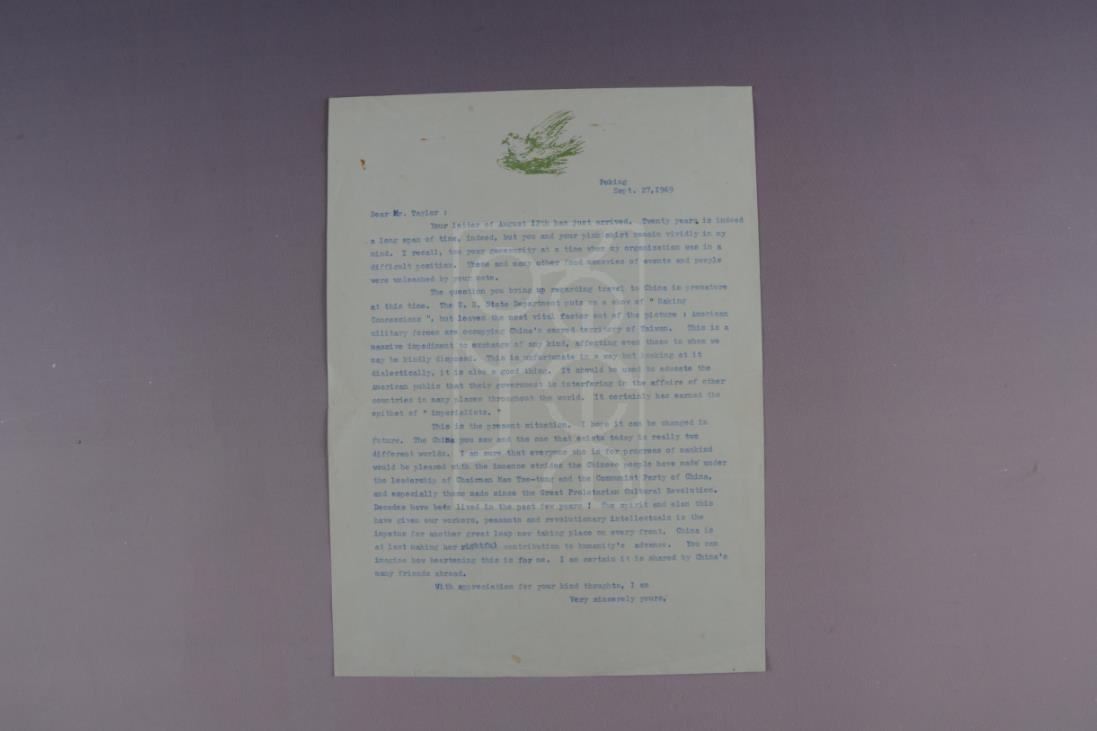 Peking
Sept. 27,1969
Dear Mr. Taylor :
Your letter of August 12th has just arrived. Twenty years is indeed
a long span of time, indeed, but you and your pink shirt remain vividly in my
mind. I recall, too your generosity at a time when my organization was in a
difficult position. These and many other food memories of events and people
were unleashed by your note.
The question you bring up regarding travel to China is premature
at this time. The U. S. State Department puts on a show of " Making
Concessions ", but leaves the most vital factor out of the picture : American
military forces are occupying China's sacred territory of Taiwan. This is a
massive impediment to exchange of any kind, affecting even those to whom we
may be kindly disposed. This is unfortunate in a way but looking at it
dialectically, it is also a good thing. It should be used to educate the
American public that their government is interfering in the affairs of other
countries in many places throughout the world. It certainly has earned the
epithet of " imperialists. "
This is the present situation. I hope it can be changed in
future. The China you saw and the one that exists today is really two
different worlds. I am sure that everyone who is for progress of mankind
would be pleased with the immense strides the Chinese people have made under
the leadership of Chairman Mao Tse-tung and the Communist Party of China,
and especially those made since the Great Proletarian Cultural Revolution.
Decades have been lived in the past few years ! The spirit and elan this
have given our workers, peasants and revolutionary intellectuals is the
impetus for another great leap now taking place on every front. China is
at last making her rightful contribution to humanity's advance. You can
imagine how heartening this is for me. I am certain it is shared by China's
many friends abroad.
With appreciation for your kind thoughts, I am
Very sincerely yours,